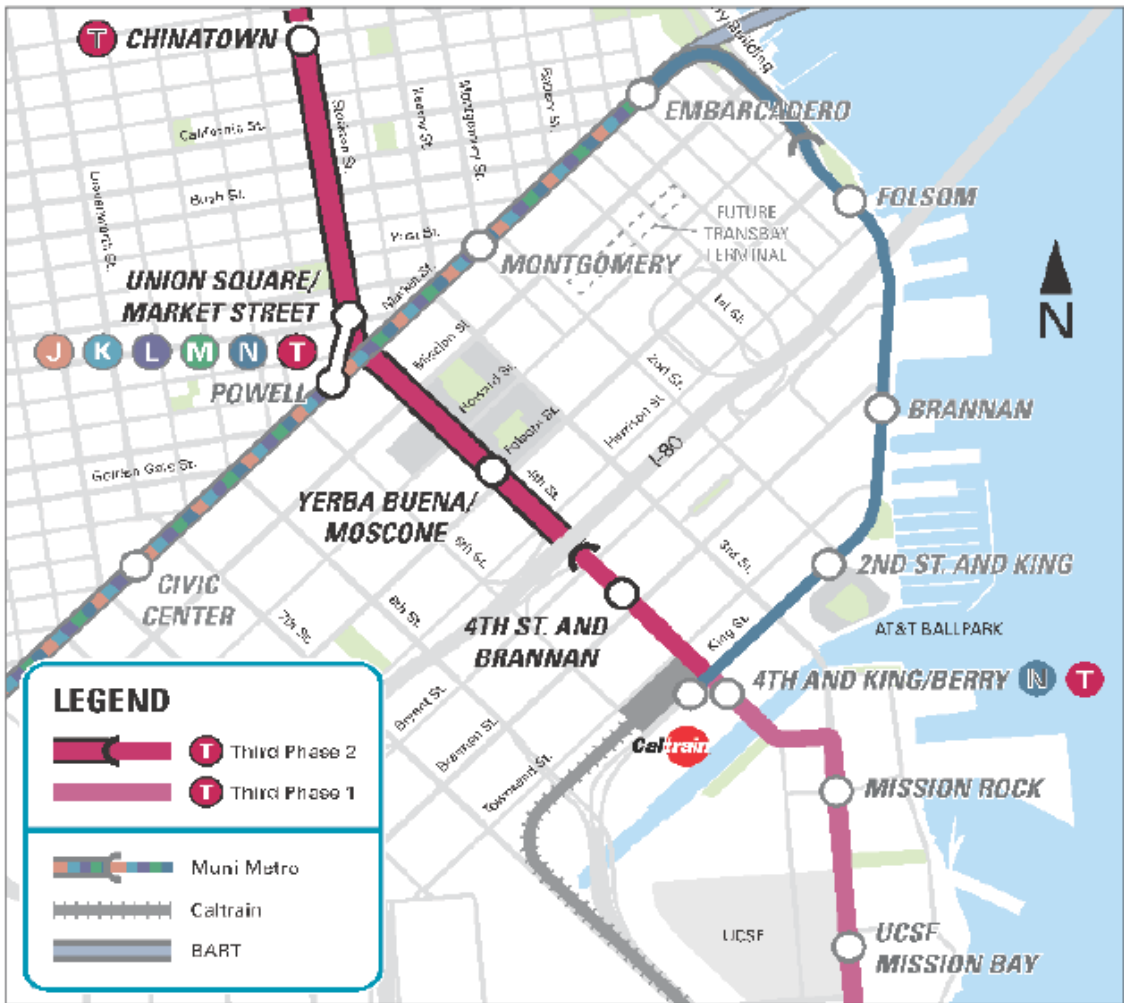 T CHINATOWN
ry Building
California St.
Stockton St.
Kearny St.
Montgomery St.
Battery St.
EMBARCADERO
Leavenworth St.
Bush St.
Post St.
FOLSOM
FUTURE
TRANSBAY
TERMINAL
MONTGOMERY
UNION SQUARE/
MARKET STREET
J K L M N T
POWELL
Market St.
Mission St.
Howard St.
Folsom St.
1st St.
2nd St.
Harrison St.
I-80
N
BRANNAN
Golden Gate St.
4th St.
YERBA BUENA/
MOSCONE
5th St.
3rd St.
6th St.
7th St.
CIVIC
CENTER
2ND ST. AND KING
AT&T BALLPARK
4TH ST. AND
BRANNAN
King St.
4TH AND KING/BERRY N T
Caltrain
Bryant St.
Brannan St.
Townsend St.
MISSION ROCK
UCSF
UCSF
MISSION BAY
LEGEND
T Third Phase 2
T Third Phase 1
Muni Metro
Caltrain
BART